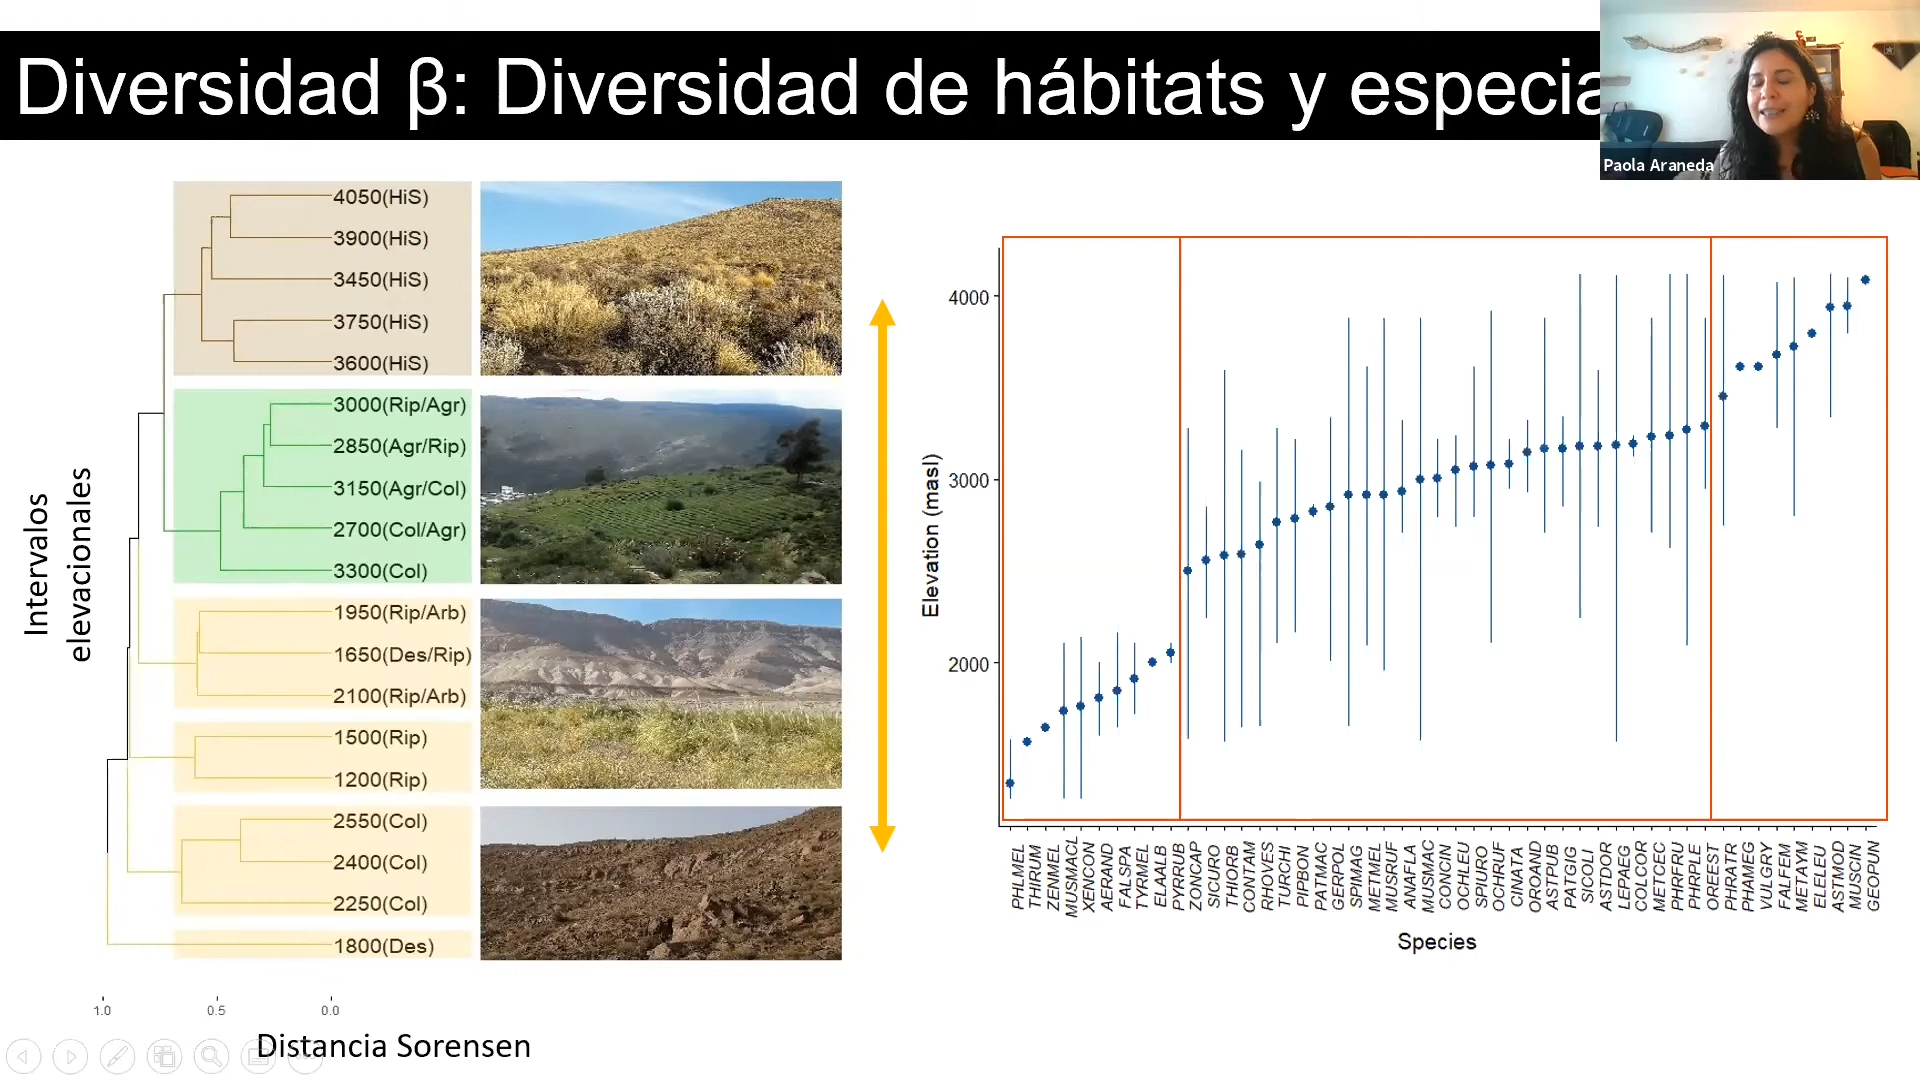 Diversidad β: Diversidad de hábitats y especia
Paola Araneda
Intervalos
elevacionales
4050(HiS)
3900(HiS)
3450(HiS)
3750(HiS)
3600(HiS)
3000(Rip/Agr)
2850(Agr/Rip)
3150(Agr/Col)
2700(Col/Agr)
3300(Col)
1950(Rip/Arb)
1650(Des/Rip)
2100(Rip/Arb)
1500(Rip)
1200(Rip)
2550(Col)
2400(Col)
2250(Col)
1800(Des)
1.0
0.5
0.0
Distancia Sorensen
Elevation (masl)
4000
3000
2000
PHLMEL
THIRUM
ZENMEL
MUSMACL
XENCON
AERAND
FALSPA
TYRMEL
ELAALB
PYRRUB
ZONCAP
SICURO
THIORB
CONTAM
RHOVES
TURCHI
PIPBON
PATMAC
GERPOL
SPIMAG
METMEL
MUSRUF
ANAFLA
MUSMAC
CONCIN
OCHLEU
SPIURO
OCHRUF
CINATA
OROAND
ASTPUB
PATGIG
SICOLI
ASTDOR
LEPAEG
COLCOR
METCEC
PHRFRU
PHRPLE
OREEST
PHRATR
PHAMEG
VULGRY
FALFEM
METAYM
ELELEU
ASTMOD
MUSCIN
GEOPUN
Species